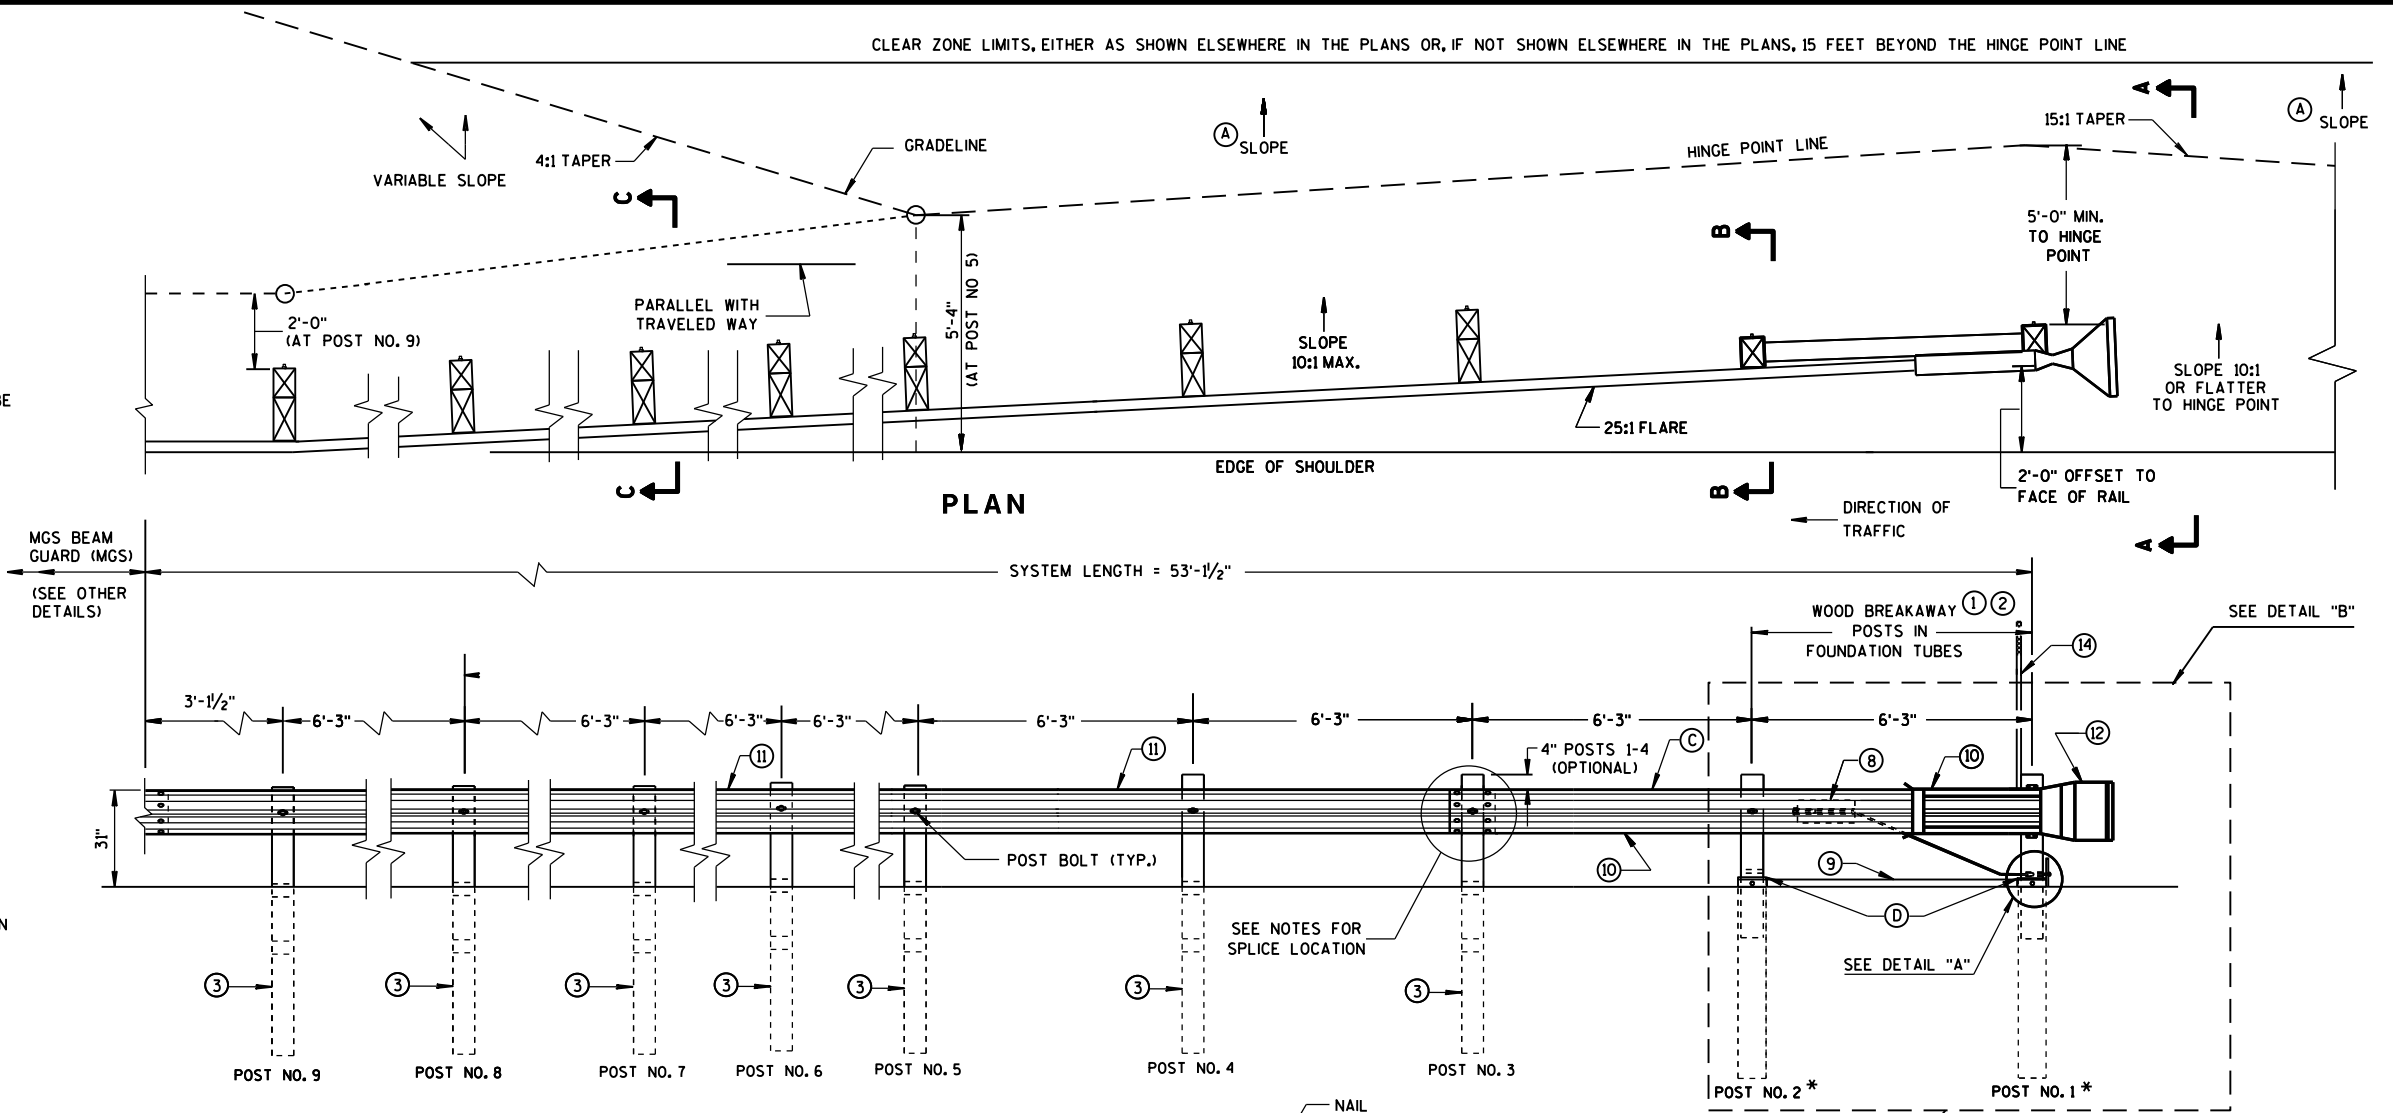 CLEAR ZONE LIMITS, EITHER AS SHOWN ELSEWHERE IN THE PLANS OR, IF NOT SHOWN ELSEWHERE IN THE PLANS, 15 FEET BEYOND THE HINGE POINT LINE
A
A
SLOPE
15:1 TAPER
A
SLOPE
GRADELINE
HINGE POINT LINE
4:1 TAPER
VARIABLE SLOPE
C
B
5'-0" MIN.
TO HINGE
POINT
PARALLEL WITH
TRAVELED WAY
5'-4"
(AT POST NO 5)
2'-0"
(AT POST NO. 9)
SLOPE
10:1 MAX.
SLOPE 10:1
OR FLATTER
TO HINGE POINT
25:1 FLARE
EDGE OF SHOULDER
2'-0" OFFSET TO
FACE OF RAIL
C
PLAN
B
DIRECTION OF
TRAFFIC
A
MGS BEAM
GUARD (MGS)
(SEE OTHER
DETAILS)
SYSTEM LENGTH = 53'-1½"
WOOD BREAKAWAY 1 2
POSTS IN
FOUNDATION TUBES
SEE DETAIL "B"
14
3'-1½"
6'-3"
6'-3"
6'-3"
6'-3"
6'-3"
6'-3"
6'-3"
6'-3"
11
11
4" POSTS 1-4
(OPTIONAL)
C
8
10
12
31"
POST BOLT (TYP.)
10
9
D
SEE NOTES FOR
SPLICE LOCATION
SEE DETAIL "A"
3
3
3
3
3
3
3
POST NO. 9
POST NO. 8
POST NO. 7
POST NO. 6
POST NO. 5
POST NO. 4
POST NO. 3
POST NO. 2 *
POST NO. 1 *
NAIL